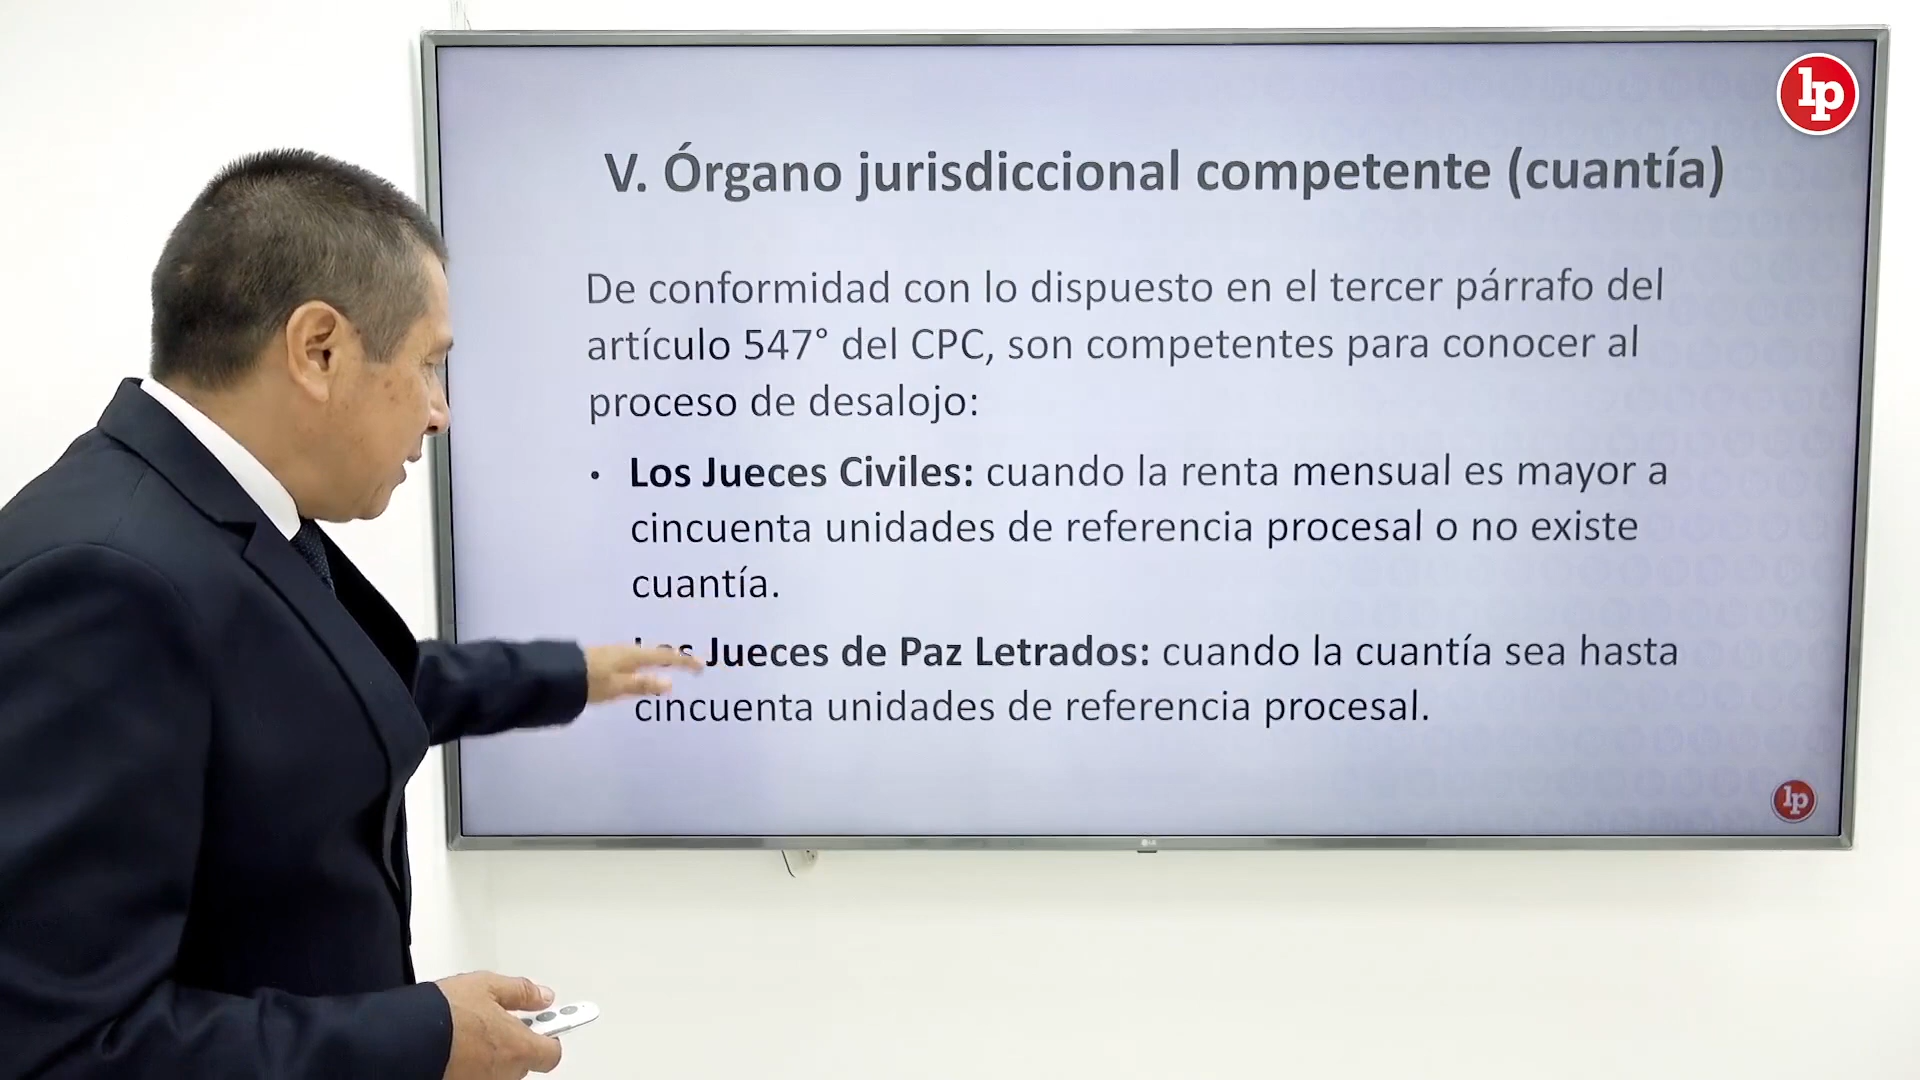 lp
V. Órgano jurisdiccional competente (cuantía)
De conformidad con lo dispuesto en el tercer párrafo del
artículo 547° del CPC, son competentes para conocer al
proceso de desalojo:
• Los Jueces Civiles: cuando la renta mensual es mayor a
cincuenta unidades de referencia procesal o no existe
cuantía.
Los Jueces de Paz Letrados: cuando la cuantía sea hasta
cincuenta unidades de referencia procesal.
lp
LG